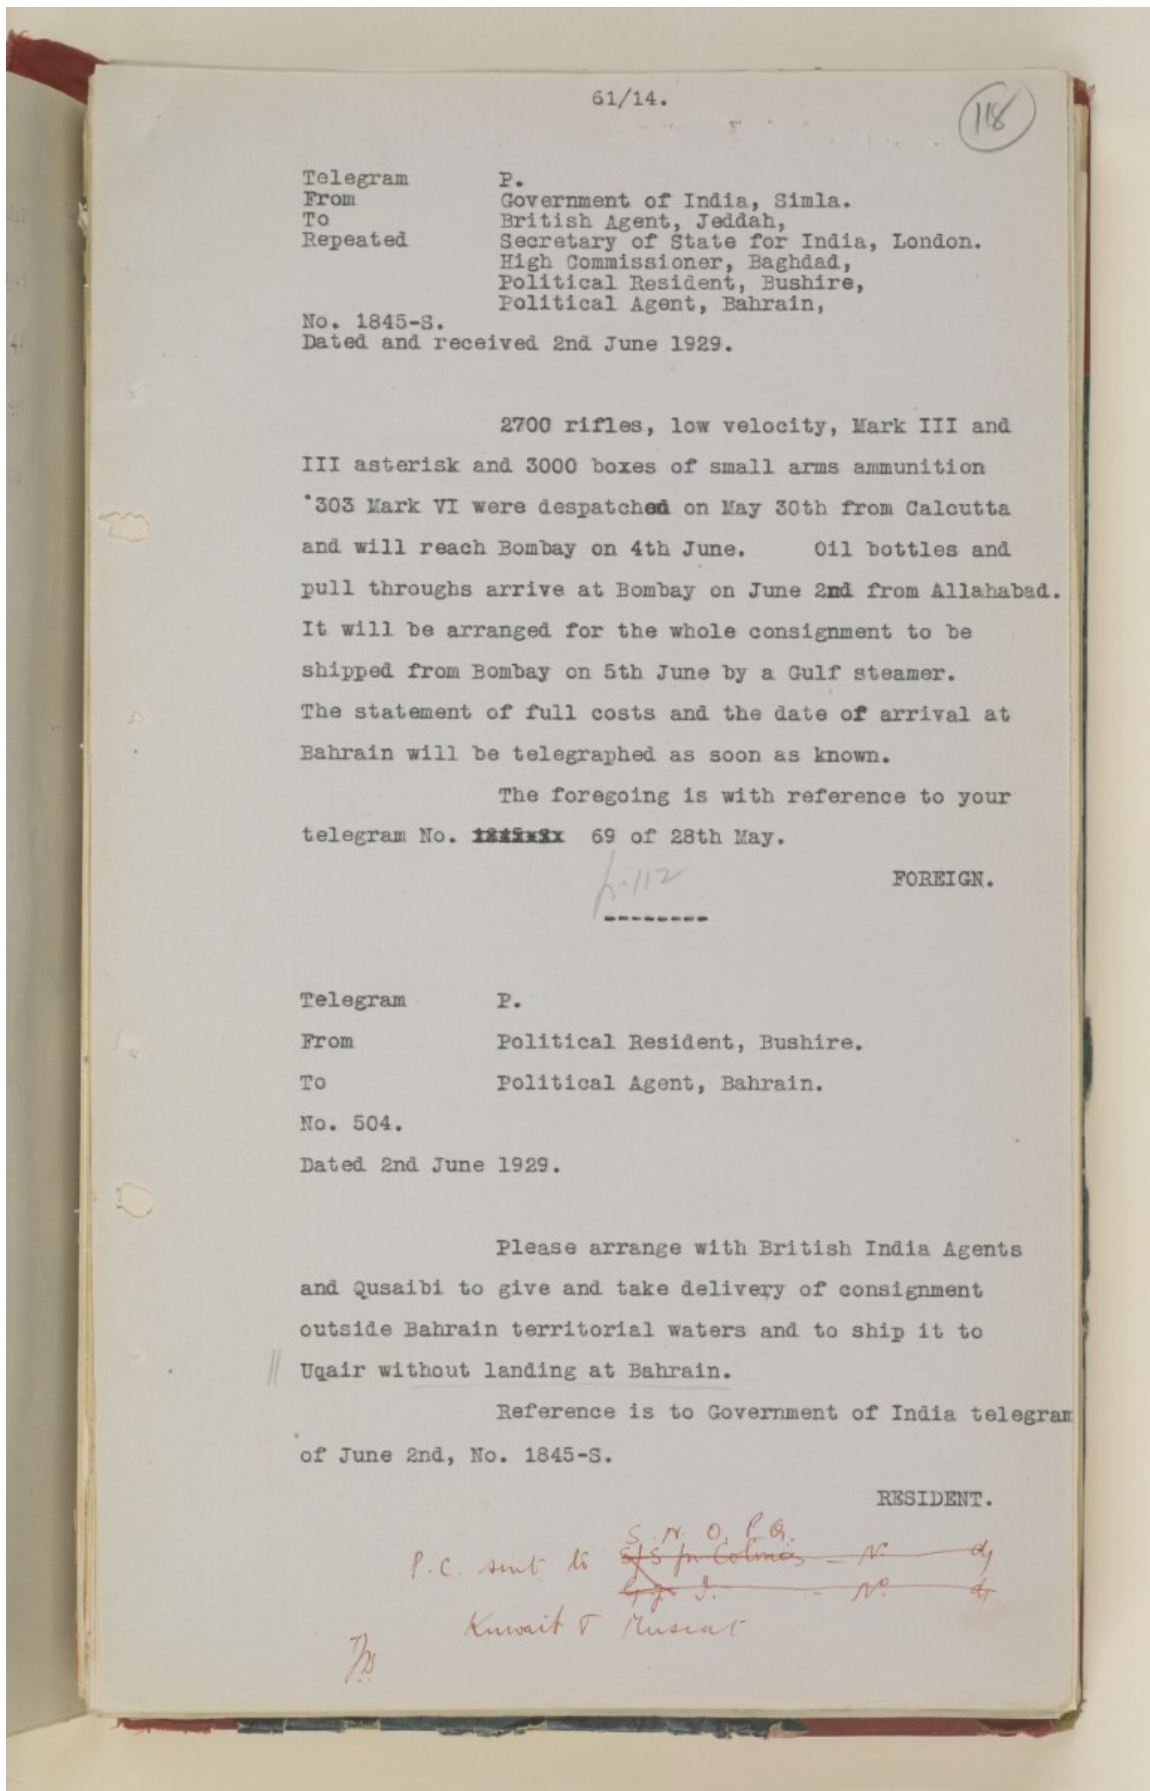 61/14.
118
Telegram P.
From Government of India, Simla.
To British Agent, Jeddah,
Repeated Secretary of State for India, London.
High Commissioner, Baghdad,
Political Resident, Bushire,
Political Agent, Bahrain,
No. 1845-S.
Dated and received 2nd June 1929.
2700 rifles, low velocity, Mark III and
III asterisk and 3000 boxes of small arms ammunition
·303 Mark VI were despatched on May 30th from Calcutta
and will reach Bombay on 4th June. Oil bottles and
pull throughs arrive at Bombay on June 2nd from Allahabad.
It will be arranged for the whole consignment to be
shipped from Bombay on 5th June by a Gulf steamer.
The statement of full costs and the date of arrival at
Bahrain will be telegraphed as soon as known.
The foregoing is with reference to your
telegram No. 69 of 28th May.
p.112
FOREIGN.
--------
Telegram P.
From Political Resident, Bushire.
To Political Agent, Bahrain.
No. 504.
Dated 2nd June 1929.
Please arrange with British India Agents
and Qusaibi to give and take delivery of consignment
outside Bahrain territorial waters and to ship it to
Uqair without landing at Bahrain.
Reference is to Government of India telegram
of June 2nd, No. 1845-S.
RESIDENT.
S. N. O. P. G.
P.C. sent to S/S for Colonies - No
No
Kuwait & Muscat